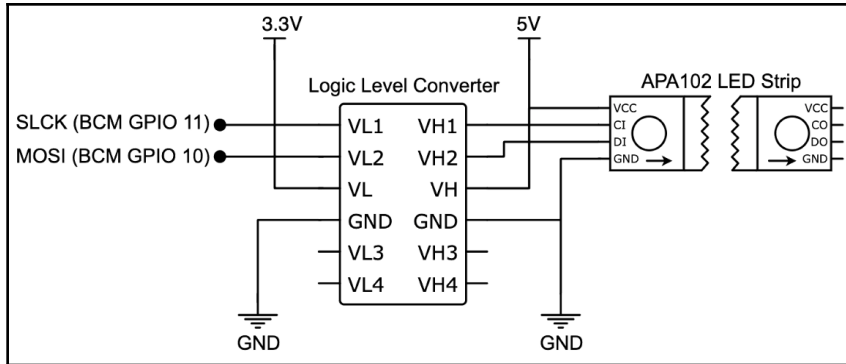 3.3V
5V
Logic Level Converter
APA102 LED Strip
SLCK (BCM GPIO 11)
MOSI (BCM GPIO 10)
VL1
VH1
VL2
VH2
VL
VH
GND
GND
VL3
VH3
VL4
VH4
VCC
CI
DI
GND
VCC
CO
DO
GND
GND
GND